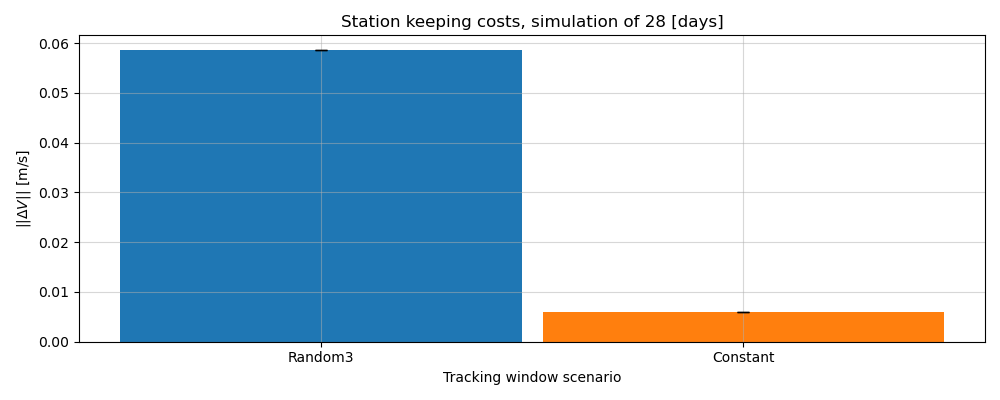 Station keeping costs, simulation of 28 [days]
0.06
0.05
0.04
0.03
0.02
0.01
0.00
||ΔV|| [m/s]
Random3
Constant
Tracking window scenario